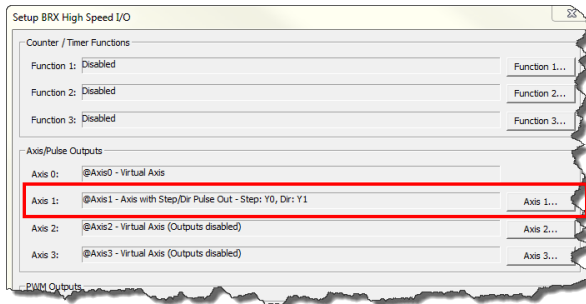 Setup BRX High Speed I/O
Counter / Timer Functions
Function 1: Disabled Function 1...
Function 2: Disabled Function 2...
Function 3: Disabled Function 3...
Axis/Pulse Outputs
Axis 0: @Axis0 - Virtual Axis
Axis 1: @Axis1 - Axis with Step/Dir Pulse Out - Step: Y0, Dir: Y1 Axis 1...
Axis 2: @Axis2 - Virtual Axis (Outputs disabled) Axis 2...
Axis 3: @Axis3 - Virtual Axis (Outputs disabled) Axis 3...
PWM Outputs